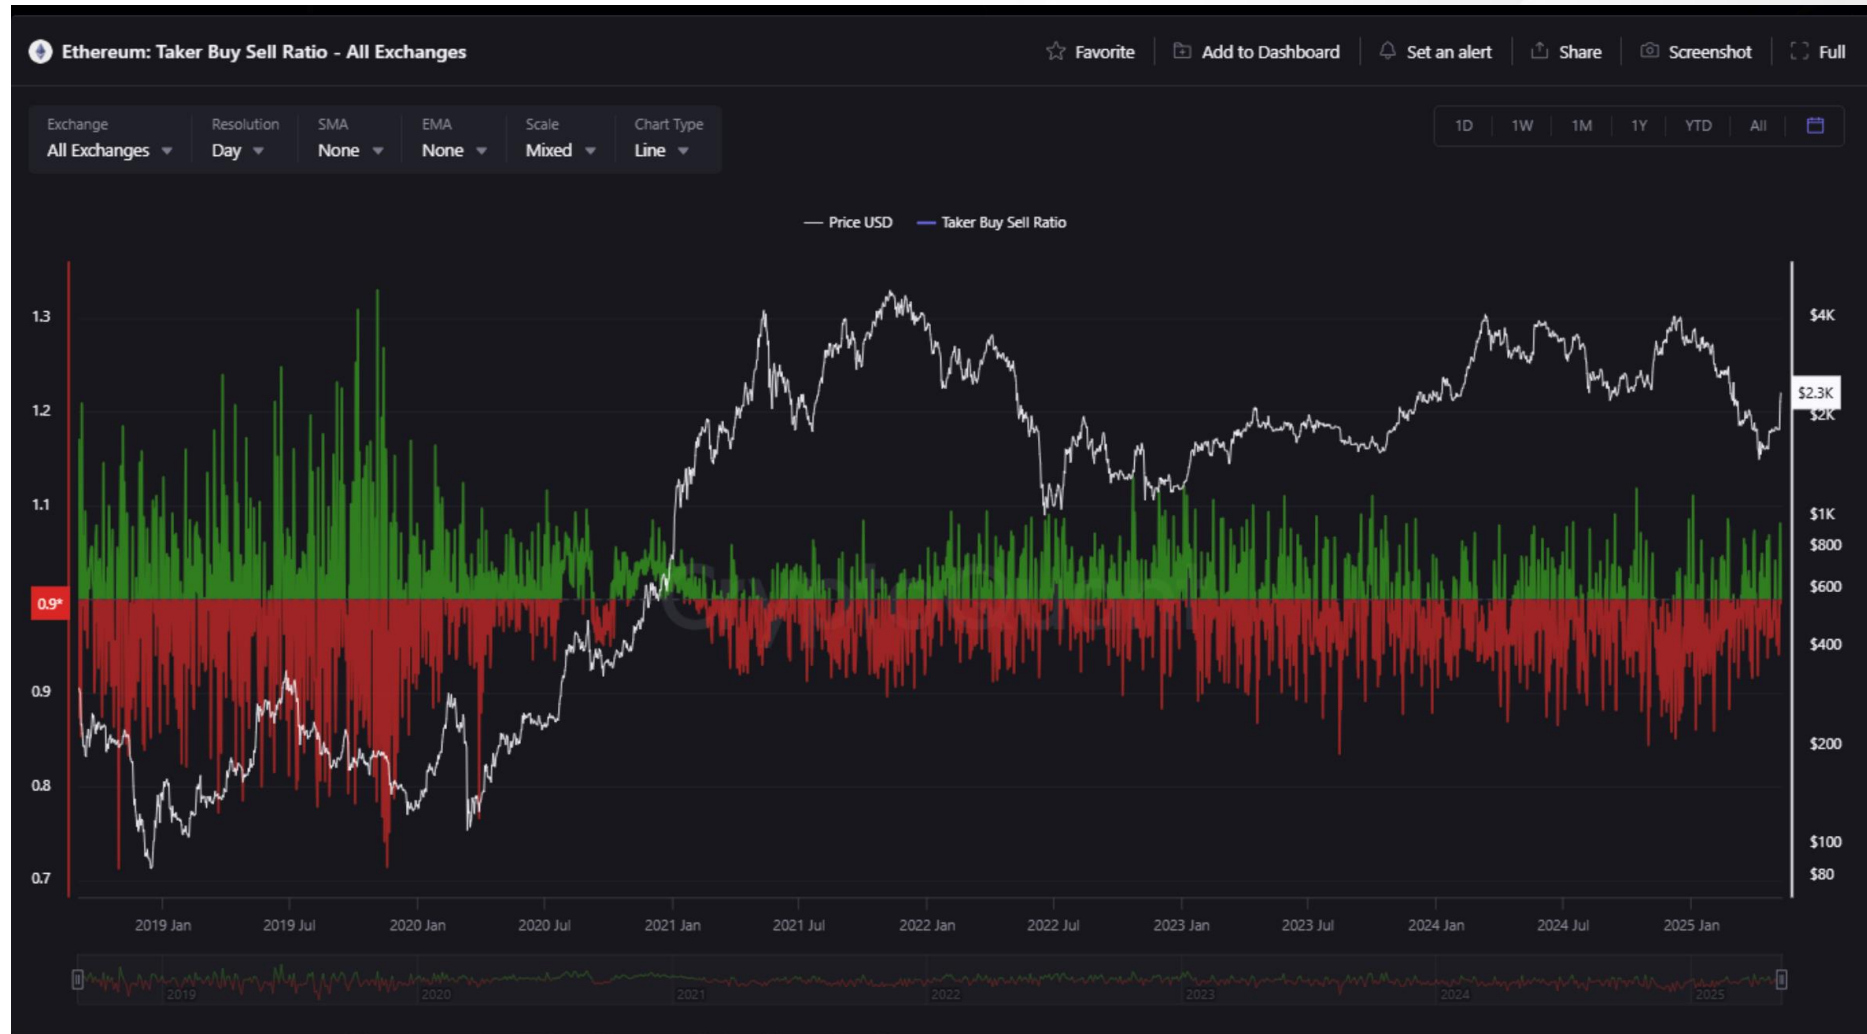 Ethereum: Taker Buy Sell Ratio - All Exchanges
Favorite
Add to Dashboard
Set an alert
Share
Screenshot
Full
Exchange
All Exchanges
Resolution
Day
SMA
None
EMA
None
Scale
Mixed
Chart Type
Line
1D 1W 1M 1Y YTD All
Price USD
Taker Buy Sell Ratio
1.3
1.2
1.1
0.9*
0.9
0.8
0.7
CryptoQuant
$4K
$2.3K
$2K
$1K
$800
$600
$400
$200
$100
$80
2019 Jan 2019 Jul 2020 Jan 2020 Jul 2021 Jan 2021 Jul 2022 Jan 2022 Jul 2023 Jan 2023 Jul 2024 Jan 2024 Jul 2025 Jan
2019 2020 2021 2022 2023 2024 2025